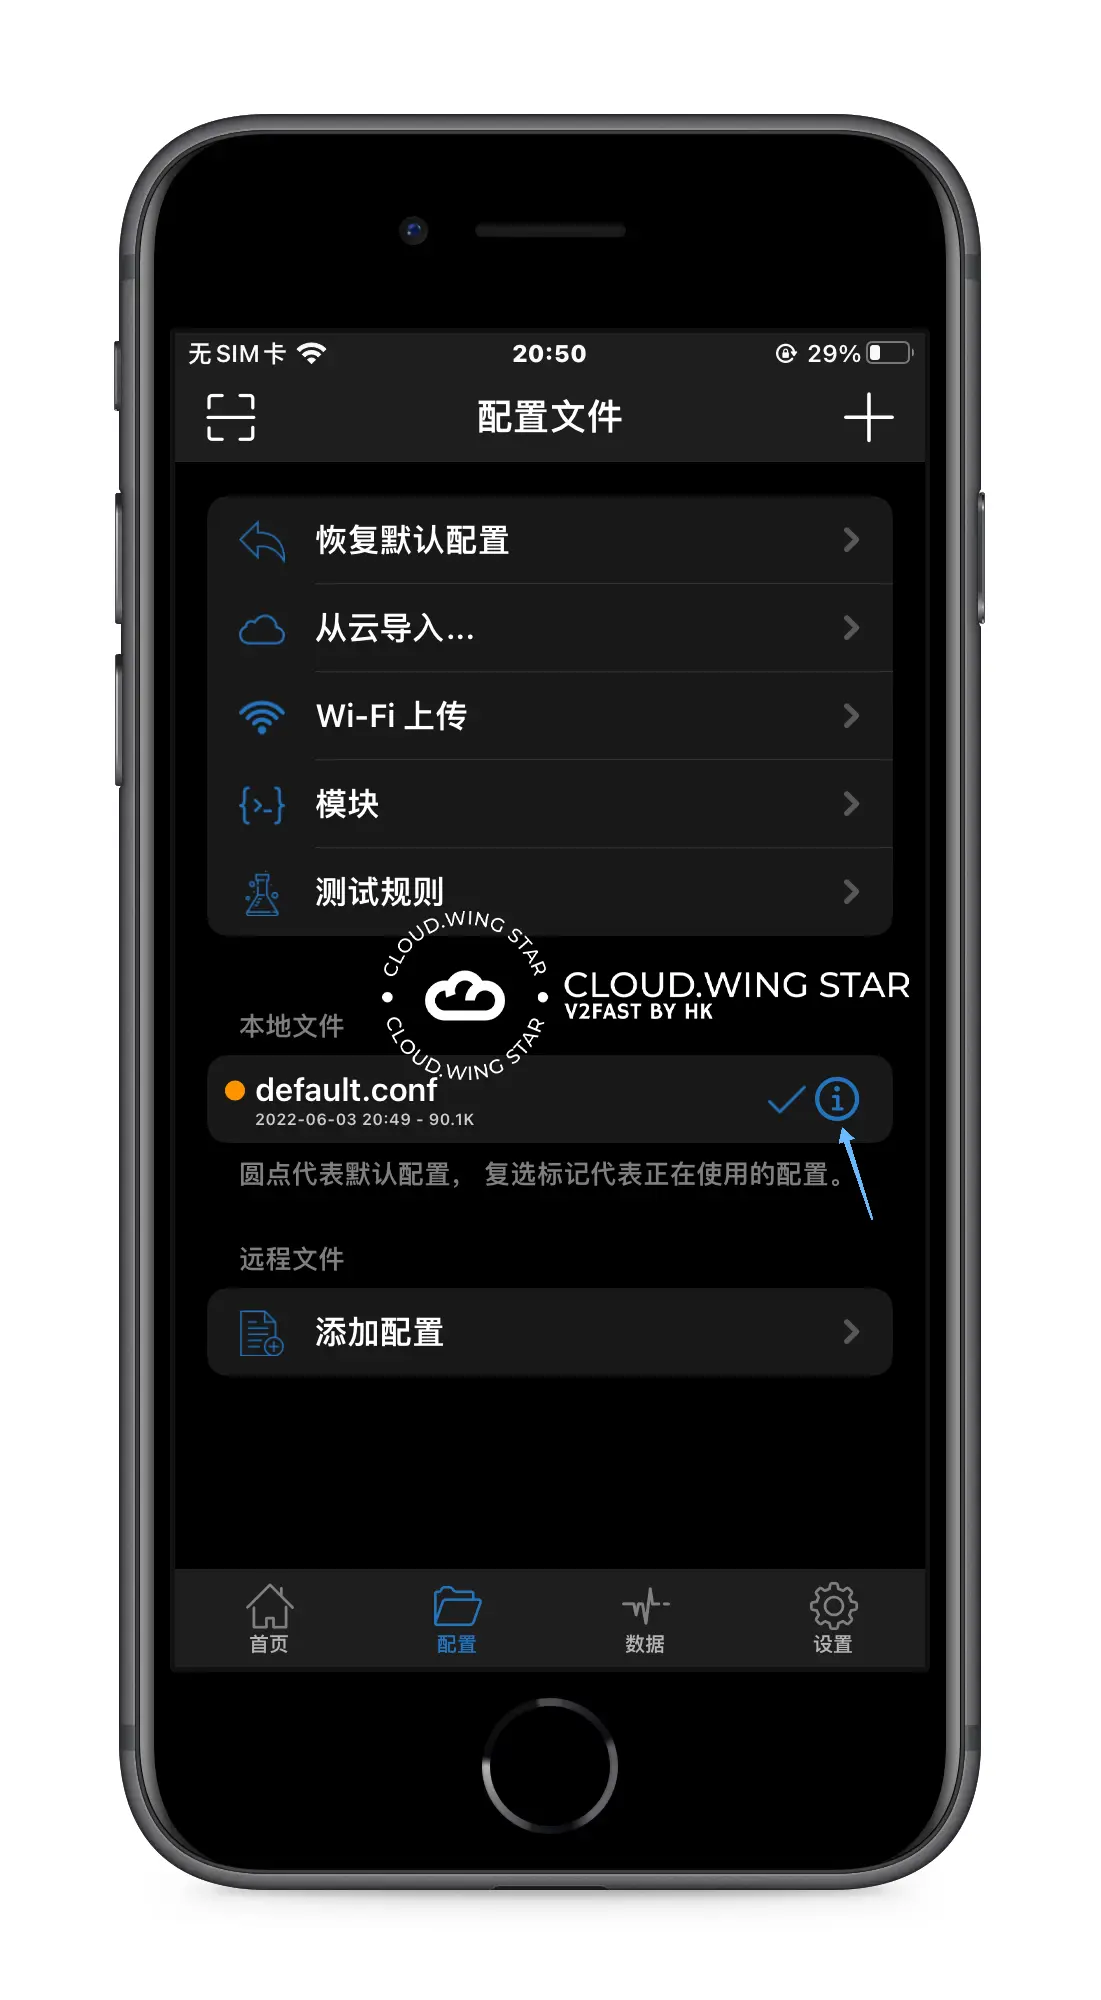 无SIM卡 20:50 29%
配置文件
恢复默认配置
从云导入...
Wi-Fi 上传
模块
测试规则
CLOUD.WING STAR
CLOUD.WING STAR
CLOUD.WING STAR
V2FAST BY HK
本地文件
default.conf
2022-06-03 20:49 - 90.1K
圆点代表默认配置， 复选标记代表正在使用的配置。
远程文件
添加配置
首页 配置 数据 设置